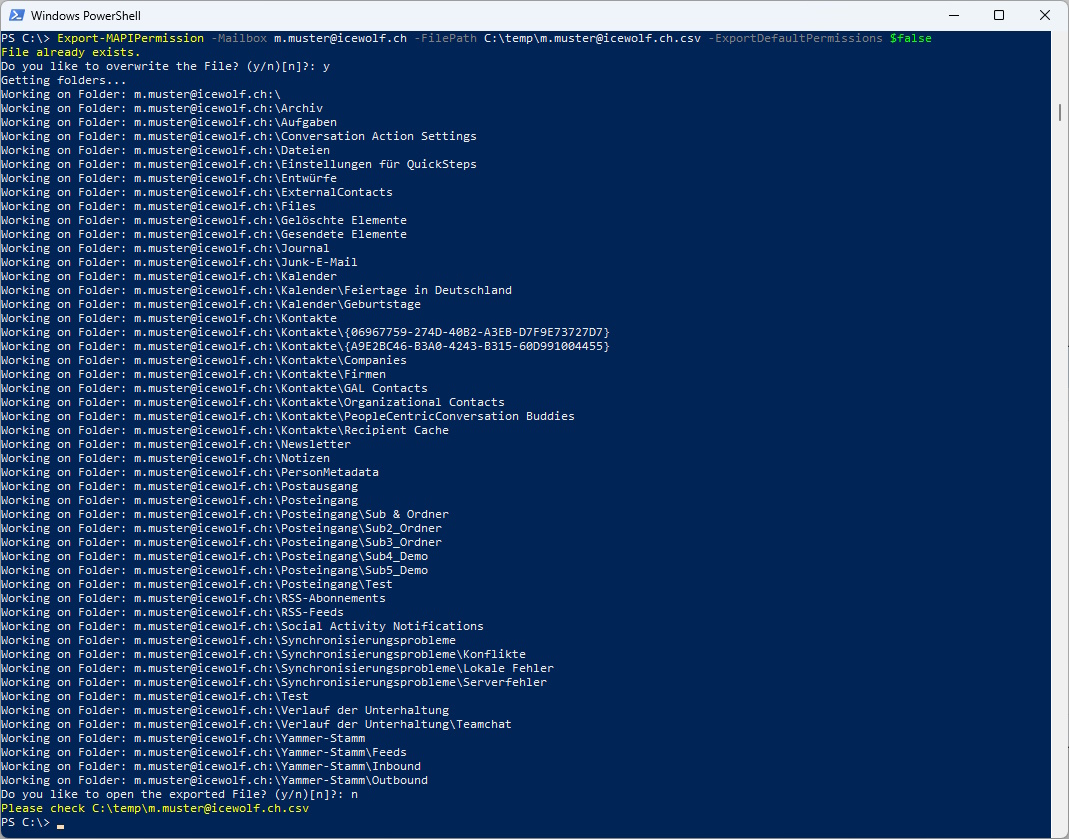 Windows PowerShell
PS C:\> Export-MAPIPermission -Mailbox m.muster@icewolf.ch -FilePath C:\temp\m.muster@icewolf.ch.csv -ExportDefaultPermissions $false
File already exists.
Do you like to overwrite the File? (y/n)[n]?: y
Getting folders...
Working on Folder: m.muster@icewolf.ch:\
Working on Folder: m.muster@icewolf.ch:\Archiv
Working on Folder: m.muster@icewolf.ch:\Aufgaben
Working on Folder: m.muster@icewolf.ch:\Conversation Action Settings
Working on Folder: m.muster@icewolf.ch:\Dateien
Working on Folder: m.muster@icewolf.ch:\Einstellungen für QuickSteps
Working on Folder: m.muster@icewolf.ch:\Entwürfe
Working on Folder: m.muster@icewolf.ch:\ExternalContacts
Working on Folder: m.muster@icewolf.ch:\Files
Working on Folder: m.muster@icewolf.ch:\Gelöschte Elemente
Working on Folder: m.muster@icewolf.ch:\Gesendete Elemente
Working on Folder: m.muster@icewolf.ch:\Journal
Working on Folder: m.muster@icewolf.ch:\Junk-E-Mail
Working on Folder: m.muster@icewolf.ch:\Kalender
Working on Folder: m.muster@icewolf.ch:\Kalender\Feiertage in Deutschland
Working on Folder: m.muster@icewolf.ch:\Kalender\Geburtstage
Working on Folder: m.muster@icewolf.ch:\Kontakte
Working on Folder: m.muster@icewolf.ch:\Kontakte\{06967759-274D-40B2-A3EB-D7F9E73727D7}
Working on Folder: m.muster@icewolf.ch:\Kontakte\{A9E2BC46-B3A0-4243-B315-60D991004455}
Working on Folder: m.muster@icewolf.ch:\Kontakte\Companies
Working on Folder: m.muster@icewolf.ch:\Kontakte\Firmen
Working on Folder: m.muster@icewolf.ch:\Kontakte\GAL Contacts
Working on Folder: m.muster@icewolf.ch:\Kontakte\Organizational Contacts
Working on Folder: m.muster@icewolf.ch:\Kontakte\PeopleCentricConversation Buddies
Working on Folder: m.muster@icewolf.ch:\Kontakte\Recipient Cache
Working on Folder: m.muster@icewolf.ch:\Newsletter
Working on Folder: m.muster@icewolf.ch:\Notizen
Working on Folder: m.muster@icewolf.ch:\PersonMetadata
Working on Folder: m.muster@icewolf.ch:\Postausgang
Working on Folder: m.muster@icewolf.ch:\Posteingang
Working on Folder: m.muster@icewolf.ch:\Posteingang\Sub & Ordner
Working on Folder: m.muster@icewolf.ch:\Posteingang\Sub2_Ordner
Working on Folder: m.muster@icewolf.ch:\Posteingang\Sub3_Ordner
Working on Folder: m.muster@icewolf.ch:\Posteingang\Sub4_Demo
Working on Folder: m.muster@icewolf.ch:\Posteingang\Sub5_Demo
Working on Folder: m.muster@icewolf.ch:\Posteingang\Test
Working on Folder: m.muster@icewolf.ch:\RSS-Abonnements
Working on Folder: m.muster@icewolf.ch:\RSS-Feeds
Working on Folder: m.muster@icewolf.ch:\Social Activity Notifications
Working on Folder: m.muster@icewolf.ch:\Synchronisierungsprobleme
Working on Folder: m.muster@icewolf.ch:\Synchronisierungsprobleme\Konflikte
Working on Folder: m.muster@icewolf.ch:\Synchronisierungsprobleme\Lokale Fehler
Working on Folder: m.muster@icewolf.ch:\Synchronisierungsprobleme\Serverfehler
Working on Folder: m.muster@icewolf.ch:\Test
Working on Folder: m.muster@icewolf.ch:\Verlauf der Unterhaltung
Working on Folder: m.muster@icewolf.ch:\Verlauf der Unterhaltung\Teamchat
Working on Folder: m.muster@icewolf.ch:\Yammer-Stamm
Working on Folder: m.muster@icewolf.ch:\Yammer-Stamm\Feeds
Working on Folder: m.muster@icewolf.ch:\Yammer-Stamm\Inbound
Working on Folder: m.muster@icewolf.ch:\Yammer-Stamm\Outbound
Do you like to open the exported File? (y/n)[n]?: n
Please check C:\temp\m.muster@icewolf.ch.csv
PS C:\>